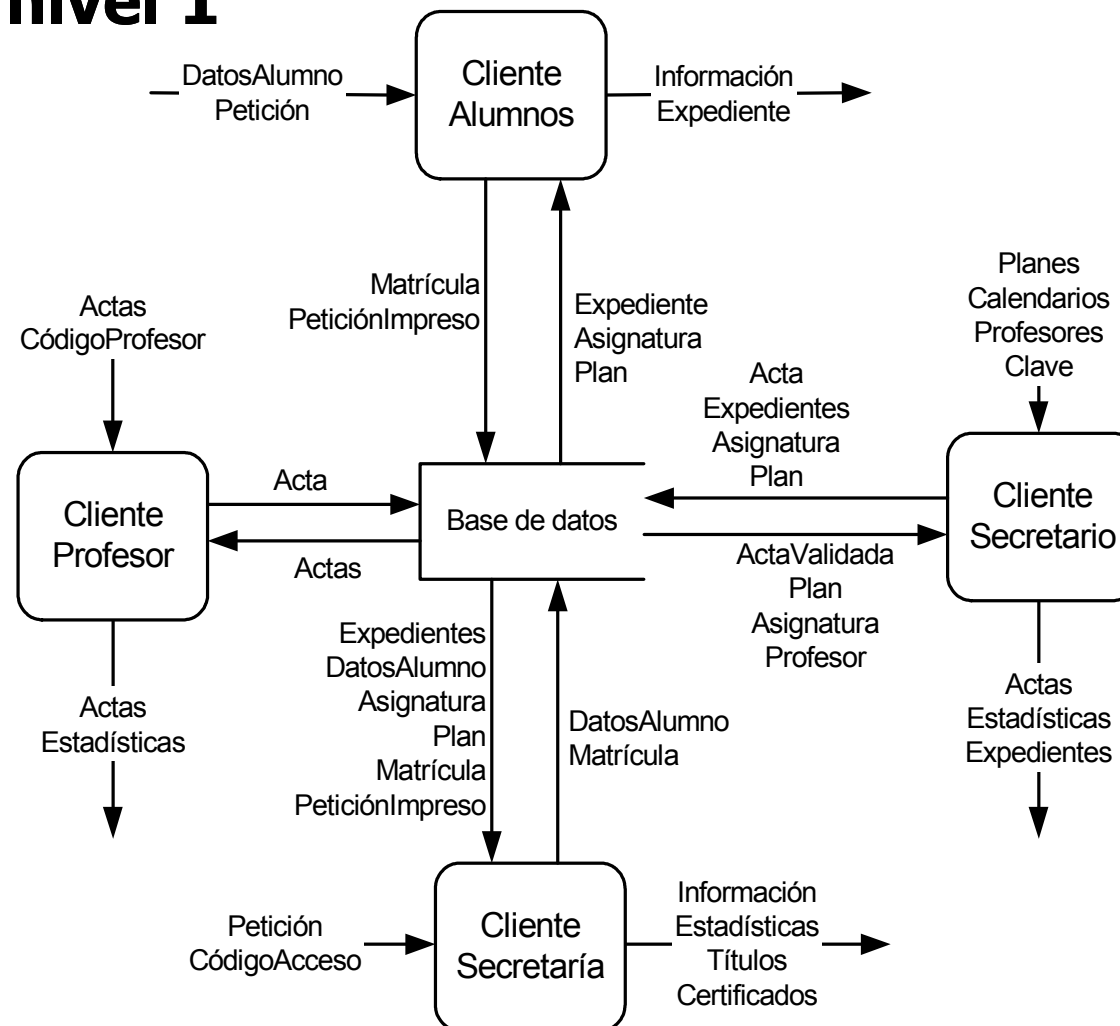 nivel 1
DatosAlumno
Petición
Cliente
Alumnos
Información
Expediente
Matrícula
PeticiónImpreso
Expediente
Asignatura
Plan
Planes
Calendarios
Profesores
Clave
Actas
CódigoProfesor
Acta
Expedientes
Asignatura
Plan
Cliente
Profesor
Acta
Actas
Base de datos
Cliente
Secretario
ActaValidada
Plan
Asignatura
Profesor
Actas
Estadísticas
Expedientes
DatosAlumno
Asignatura
Plan
Matrícula
PeticiónImpreso
DatosAlumno
Matrícula
Actas
Estadísticas
Expedientes
Petición
CódigoAcceso
Cliente
Secretaría
Información
Estadísticas
Títulos
Certificados